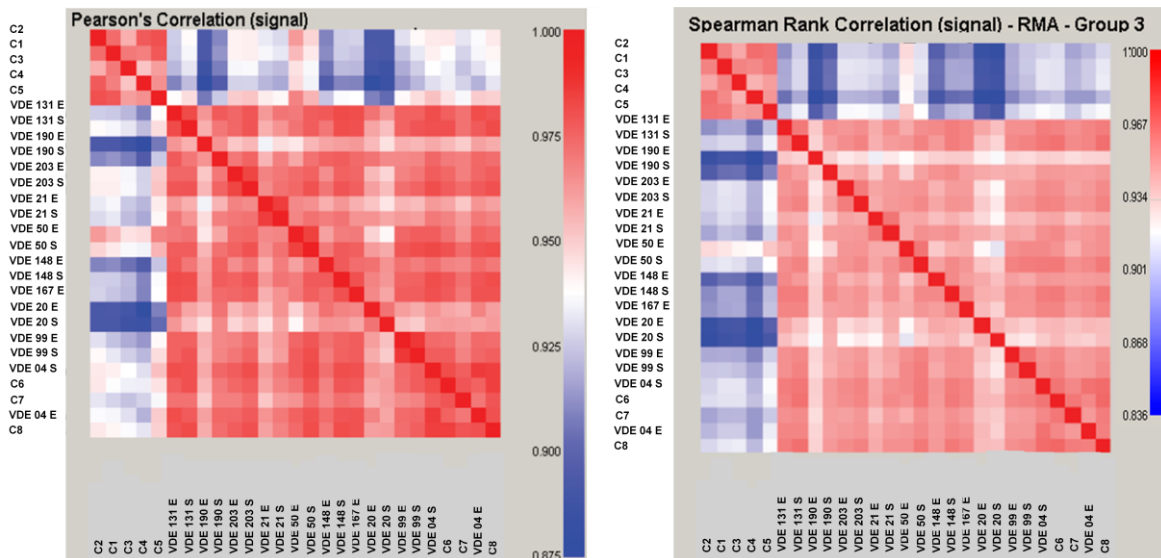 Pearson's Correlation (signal)
C2
C1
C3
C4
C5
VDE 131 E
VDE 131 S
VDE 190 E
VDE 190 S
VDE 203 E
VDE 203 S
VDE 21 E
VDE 21 S
VDE 50 E
VDE 50 S
VDE 148 E
VDE 148 S
VDE 167 E
VDE 20 E
VDE 20 S
VDE 99 E
VDE 99 S
VDE 04 S
C6
C7
VDE 04 E
C8
1.000
0.975
0.950
0.925
0.900
0.875
C2
C1
C3
C4
C5
VDE 131 E
VDE 131 S
VDE 190 E
VDE 190 S
VDE 203 E
VDE 203 S
VDE 21 E
VDE 21 S
VDE 50 E
VDE 50 S
VDE 148 E
VDE 148 S
VDE 167 E
VDE 20 E
VDE 20 S
VDE 99 E
VDE 99 S
VDE 04 S
C6
C7
VDE 04 E
C8
Spearman Rank Correlation (signal) - RMA - Group 3
C2
C1
C3
C4
C5
VDE 131 E
VDE 131 S
VDE 190 E
VDE 190 S
VDE 203 E
VDE 203 S
VDE 21 E
VDE 21 S
VDE 50 E
VDE 50 S
VDE 148 E
VDE 148 S
VDE 167 E
VDE 20 E
VDE 20 S
VDE 99 E
VDE 99 S
VDE 04 S
C6
C7
VDE 04 E
C8
1.000
0.967
0.934
0.901
0.868
0.836
C2
C1
C3
C4
C5
VDE 131 E
VDE 131 S
VDE 190 E
VDE 190 S
VDE 203 E
VDE 203 E
VDE 21 E
VDE 21 S
VDE 50 E
VDE 50 S
VDE 148 E
VDE 148 S
VDE 167 E
VDE 20 E
VDE 20 S
VDE 99 E
VDE 99 S
VDE 04 S
C6
C7
VDE 04 E
C8